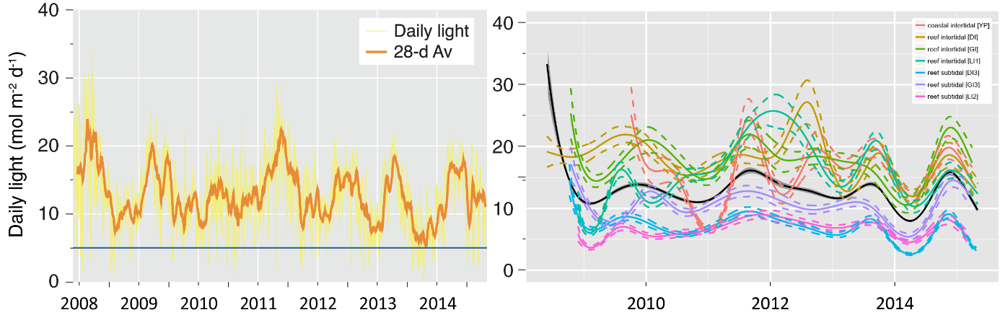 40
30
20
10
0
Daily light (mol m⁻² d⁻¹)
Daily light
28-d Av
2008 2009 2010 2011 2012 2013 2014
40
30
20
10
0
coastal intertidal [YP]
reef intertidal [DI]
reef intertidal [GI]
reef intertidal [LI1]
reef subtidal [DI3]
reef subtidal [GI3]
reef subtidal [LI2]
2010 2012 2014